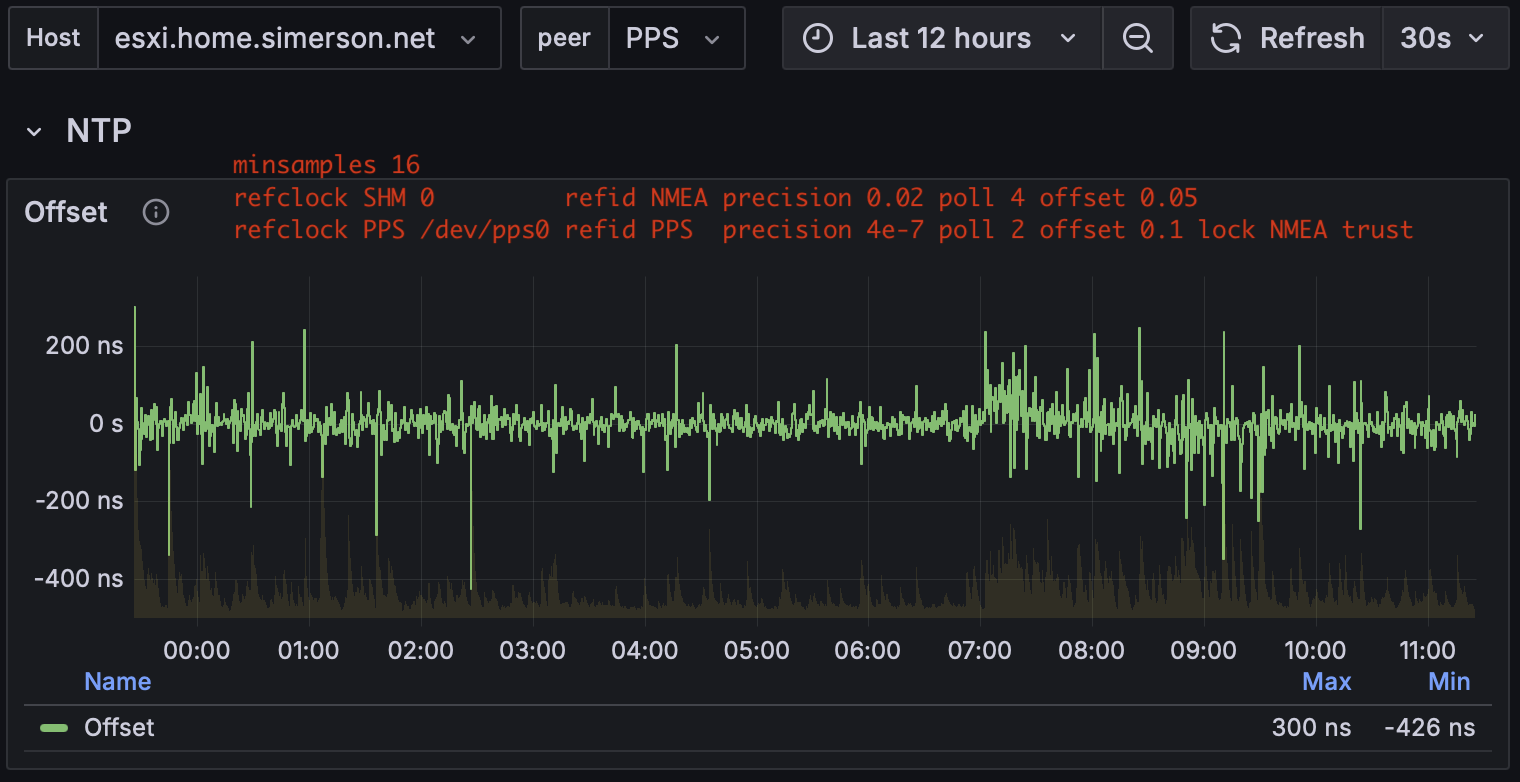 Host esxi.home.simerson.net peer PPS Last 12 hours Refresh 30s
NTP
minsamples 16
refclock SHM 0 refid NMEA precision 0.02 poll 4 offset 0.05
Offset
refclock PPS /dev/pps0 refid PPS precision 4e-7 poll 2 offset 0.1 lock NMEA trust
200 ns
0 s
-200 ns
-400 ns
00:00 01:00 02:00 03:00 04:00 05:00 06:00 07:00 08:00 09:00 10:00 11:00
Name Max Min
Offset 300 ns -426 ns